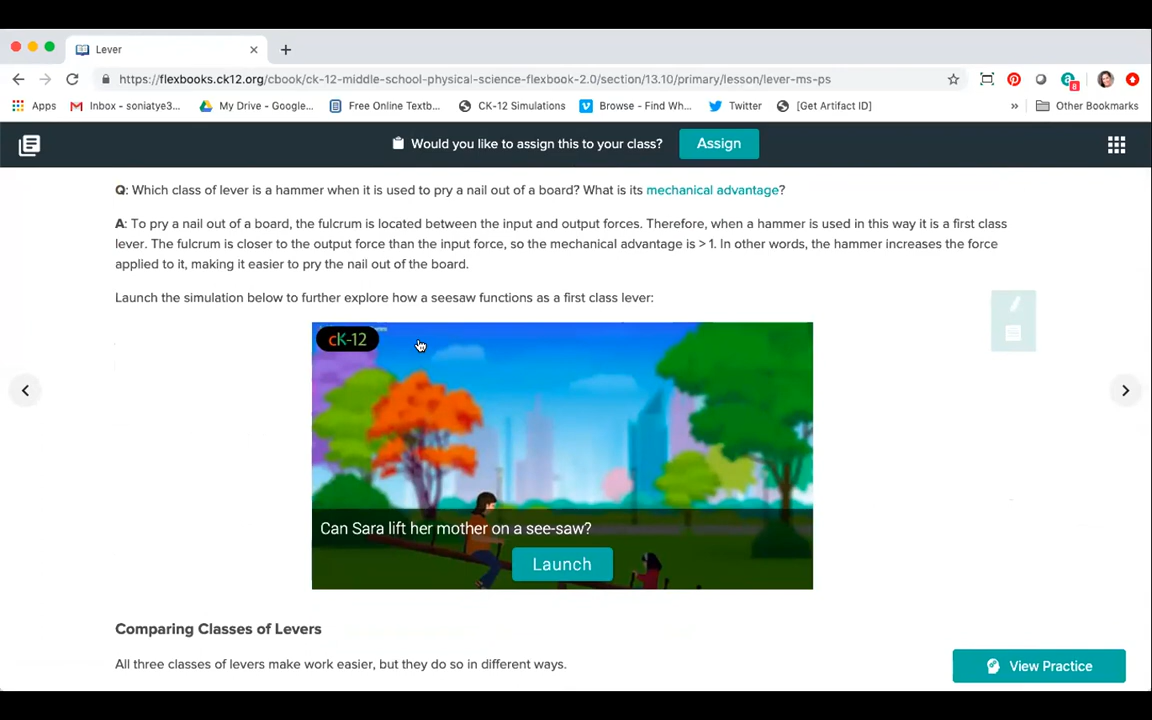 Lever
https://flexbooks.ck12.org/cbook/ck-12-middle-school-physical-science-flexbook-2.0/section/13.10/primary/lesson/lever-ms-ps
8
Apps Inbox - soniatye3... My Drive - Google... Free Online Textb... CK-12 Simulations Browse - Find Wh... Twitter [Get Artifact ID] » Other Bookmarks
Would you like to assign this to your class? Assign
Q: Which class of lever is a hammer when it is used to pry a nail out of a board? What is its mechanical advantage?
A: To pry a nail out of a board, the fulcrum is located between the input and output forces. Therefore, when a hammer is used in this way it is a first class
lever. The fulcrum is closer to the output force than the input force, so the mechanical advantage is > 1. In other words, the hammer increases the force
applied to it, making it easier to pry the nail out of the board.
Launch the simulation below to further explore how a seesaw functions as a first class lever:
cK-12
Can Sara lift her mother on a see-saw?
Launch
Comparing Classes of Levers
All three classes of levers make work easier, but they do so in different ways.
View Practice